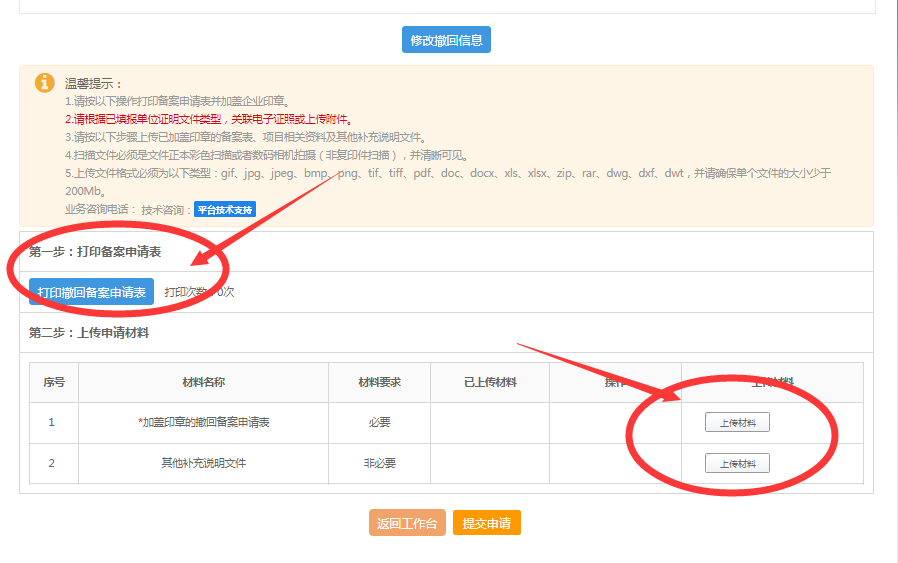 修改撤回信息
温馨提示：
1.请按以下操作打印备案申请表并加盖企业印章。
2.请根据已填报单位证明文件类型，关联电子证照或上传附件。
3.请按以下步骤上传已加盖印章的备案表、项目相关资料及其他补充说明文件。
4.扫描文件必须是文件正本彩色扫描或者数码相机拍摄（非复印件扫描），并清晰可见。
5.上传文件格式必须为以下类型：gif、jpg、jpeg、bmp、png、tif、tiff、pdf、doc、docx、xls、xlsx、zip、rar、dwg、dxf、dwt，并请确保单个文件的大小少于
200Mb。
业务咨询电话： 技术咨询： 平台技术支持
第一步：打印备案申请表
打印撤回备案申请表 打印次数：0次
第二步：上传申请材料
序号 材料名称 材料要求 已上传材料 操作 上传材料
1 *加盖印章的撤回备案申请表 必要 上传材料
2 其他补充说明文件 非必要 上传材料
返回工作台 提交申请